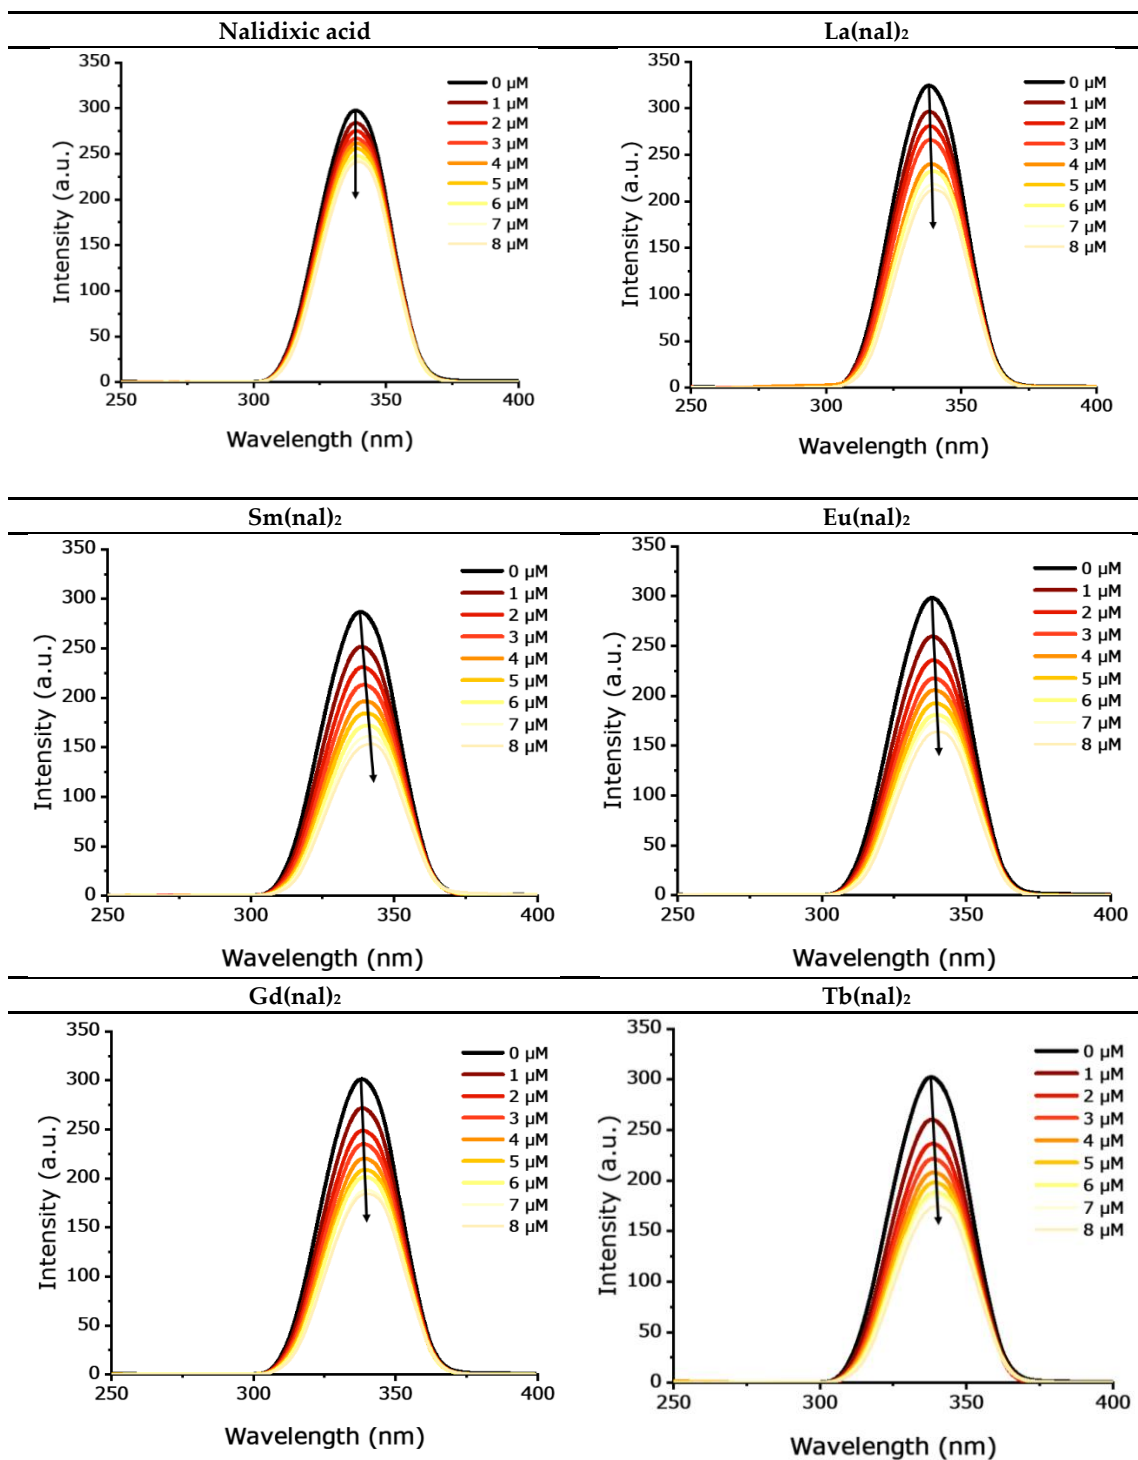 Nalidixic acid
350
300
250
200
150
100
50
0
Intensity (a.u.)
0 µM
1 µM
2 µM
3 µM
4 µM
5 µM
6 µM
7 µM
8 µM
250
300
350
400
Wavelength (nm)
La(nal)₂
350
300
250
200
150
100
50
0
Intensity (a.u.)
0 µM
1 µM
2 µM
3 µM
4 µM
5 µM
6 µM
7 µM
8 µM
250
300
350
400
Wavelength (nm)
Sm(nal)₂
350
300
250
200
150
100
50
0
Intensity (a.u.)
0 µM
1 µM
2 µM
3 µM
4 µM
5 µM
6 µM
7 µM
8 µM
250
300
350
400
Wavelength (nm)
Eu(nal)₂
350
300
250
200
150
100
50
0
Intensity (a.u.)
0 µM
1 µM
2 µM
3 µM
4 µM
5 µM
6 µM
7 µM
8 µM
250
300
350
400
Wavelength (nm)
Gd(nal)₂
350
300
250
200
150
100
50
0
Intensity (a.u.)
0 µM
1 µM
2 µM
3 µM
4 µM
5 µM
6 µM
7 µM
8 µM
250
300
350
400
Wavelength (nm)
Tb(nal)₂
350
300
250
200
150
100
50
0
Intensity (a.u.)
0 µM
1 µM
2 µM
3 µM
4 µM
5 µM
6 µM
7 µM
8 µM
250
300
350
400
Wavelength (nm)